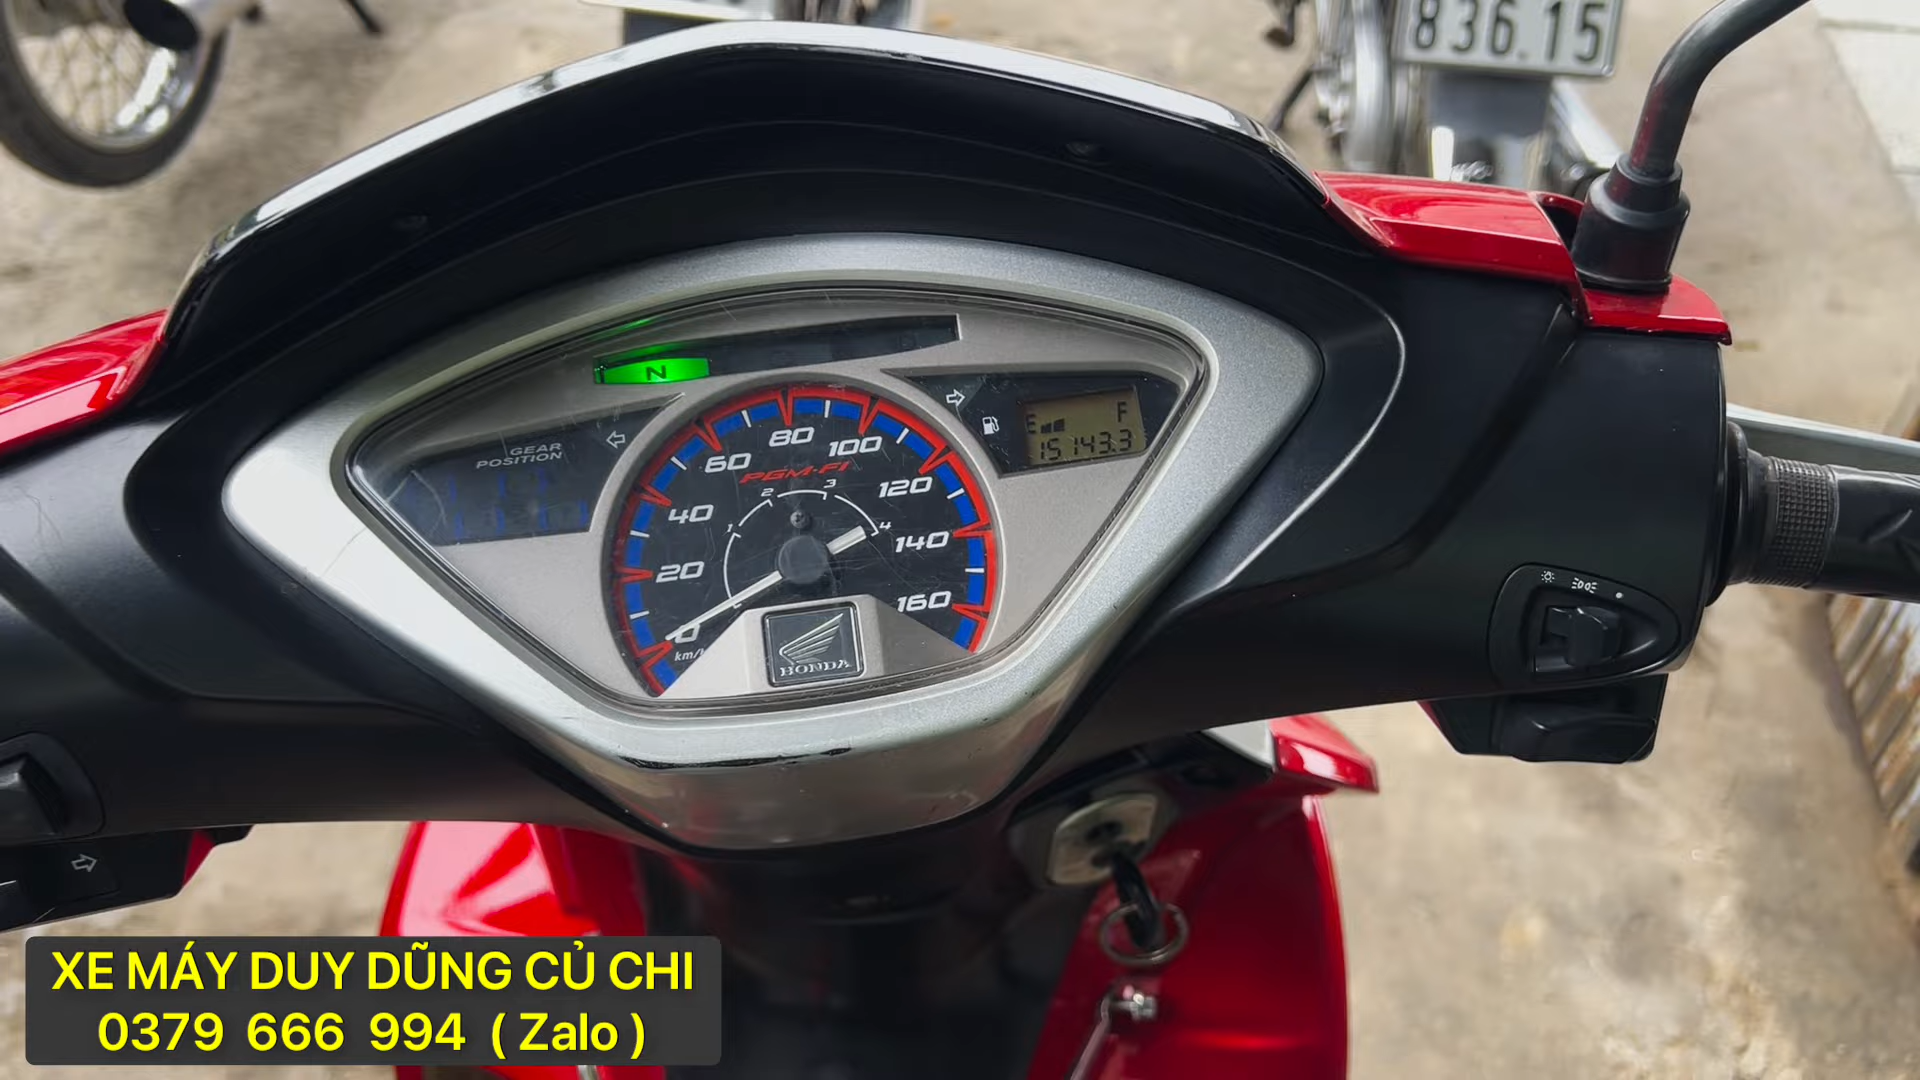 836.15
N
GEAR
POSITION
E
F
15143.3
0
20
40
60
80
100
120
140
160
km/h
PGM-FI
1
2
3
4
HONDA
XE MÁY DUY DŨNG CỦ CHI
0379 666 994 ( Zalo )